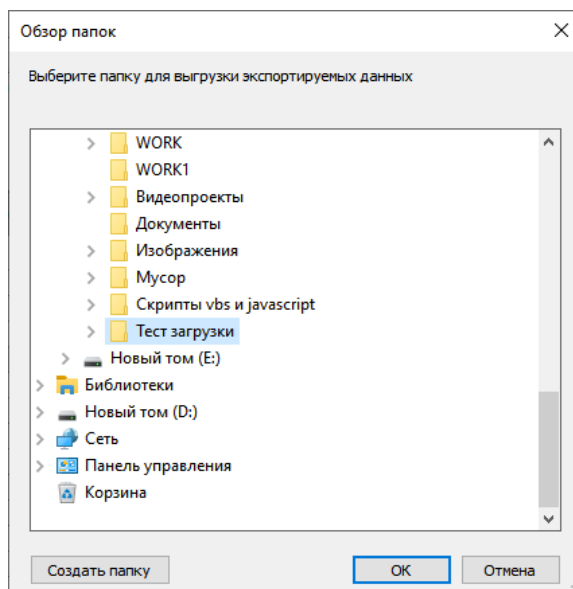 Обзор папок
Выберите папку для выгрузки экспортируемых данных
WORK
WORK1
Видеопроекты
Документы
Изображения
Мусор
Скрипты vbs и javascript
Тест загрузки
Новый том (E:)
Библиотеки
Новый том (D:)
Сеть
Панель управления
Корзина
Создать папку
ОК
Отмена